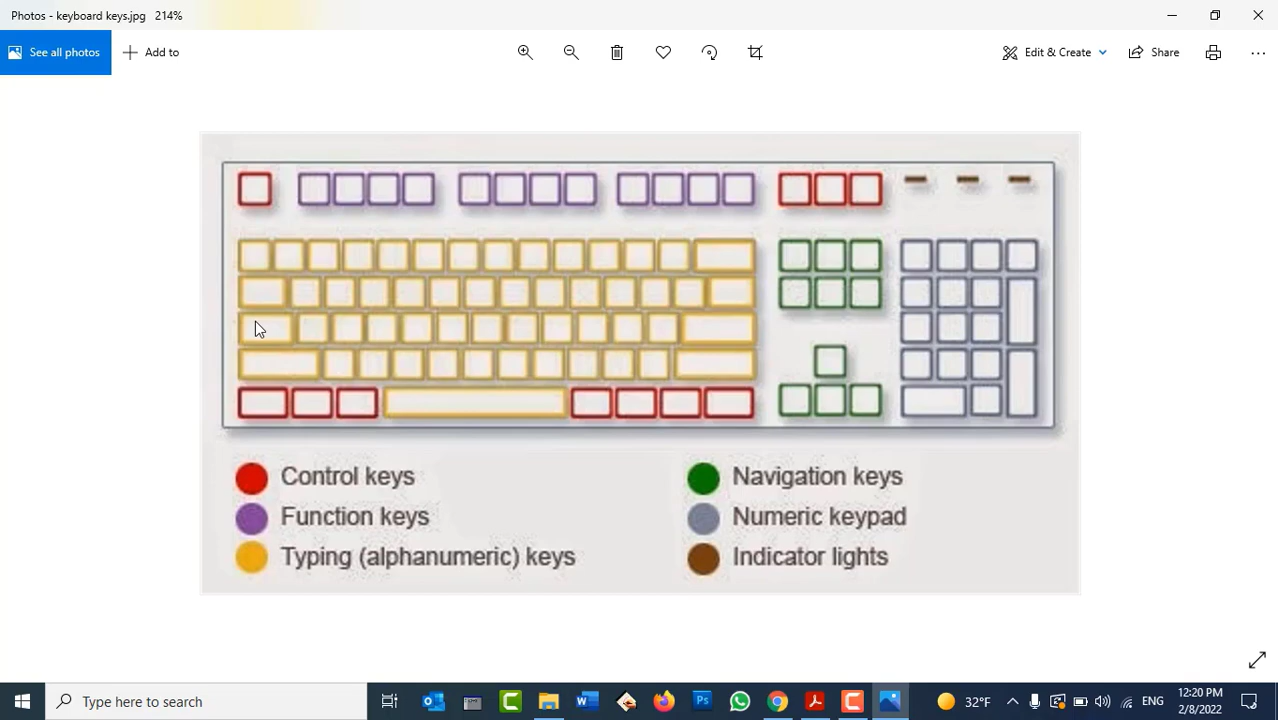 Photos - keyboard keys.jpg 214%
See all photos
Add to
Edit & Create
Share
Control keys
Navigation keys
Function keys
Numeric keypad
Typing (alphanumeric) keys
Indicator lights
Type here to search
32°F
ENG
12:20 PM
2/8/2022